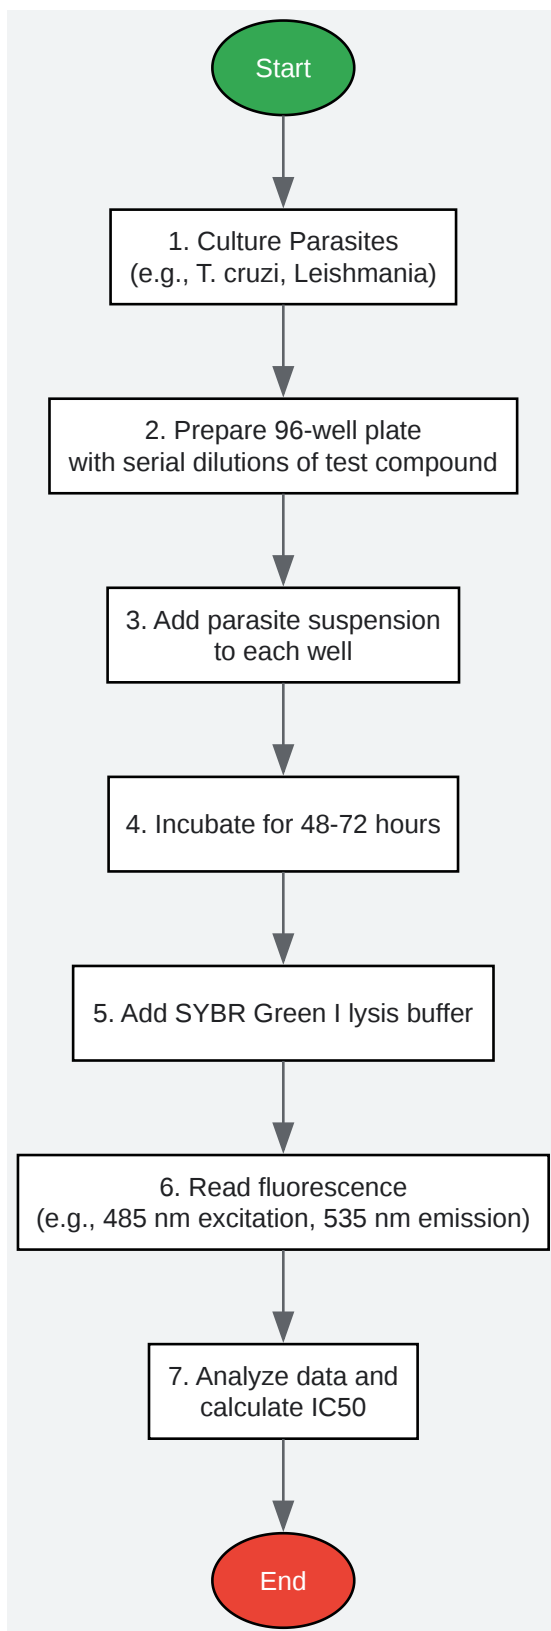 Start
1. Culture Parasites
(e.g., T. cruzi, Leishmania)
2. Prepare 96-well plate
with serial dilutions of test compound
3. Add parasite suspension
to each well
4. Incubate for 48-72 hours
5. Add SYBR Green I lysis buffer
6. Read fluorescence
(e.g., 485 nm excitation, 535 nm emission)
7. Analyze data and
calculate IC50
End